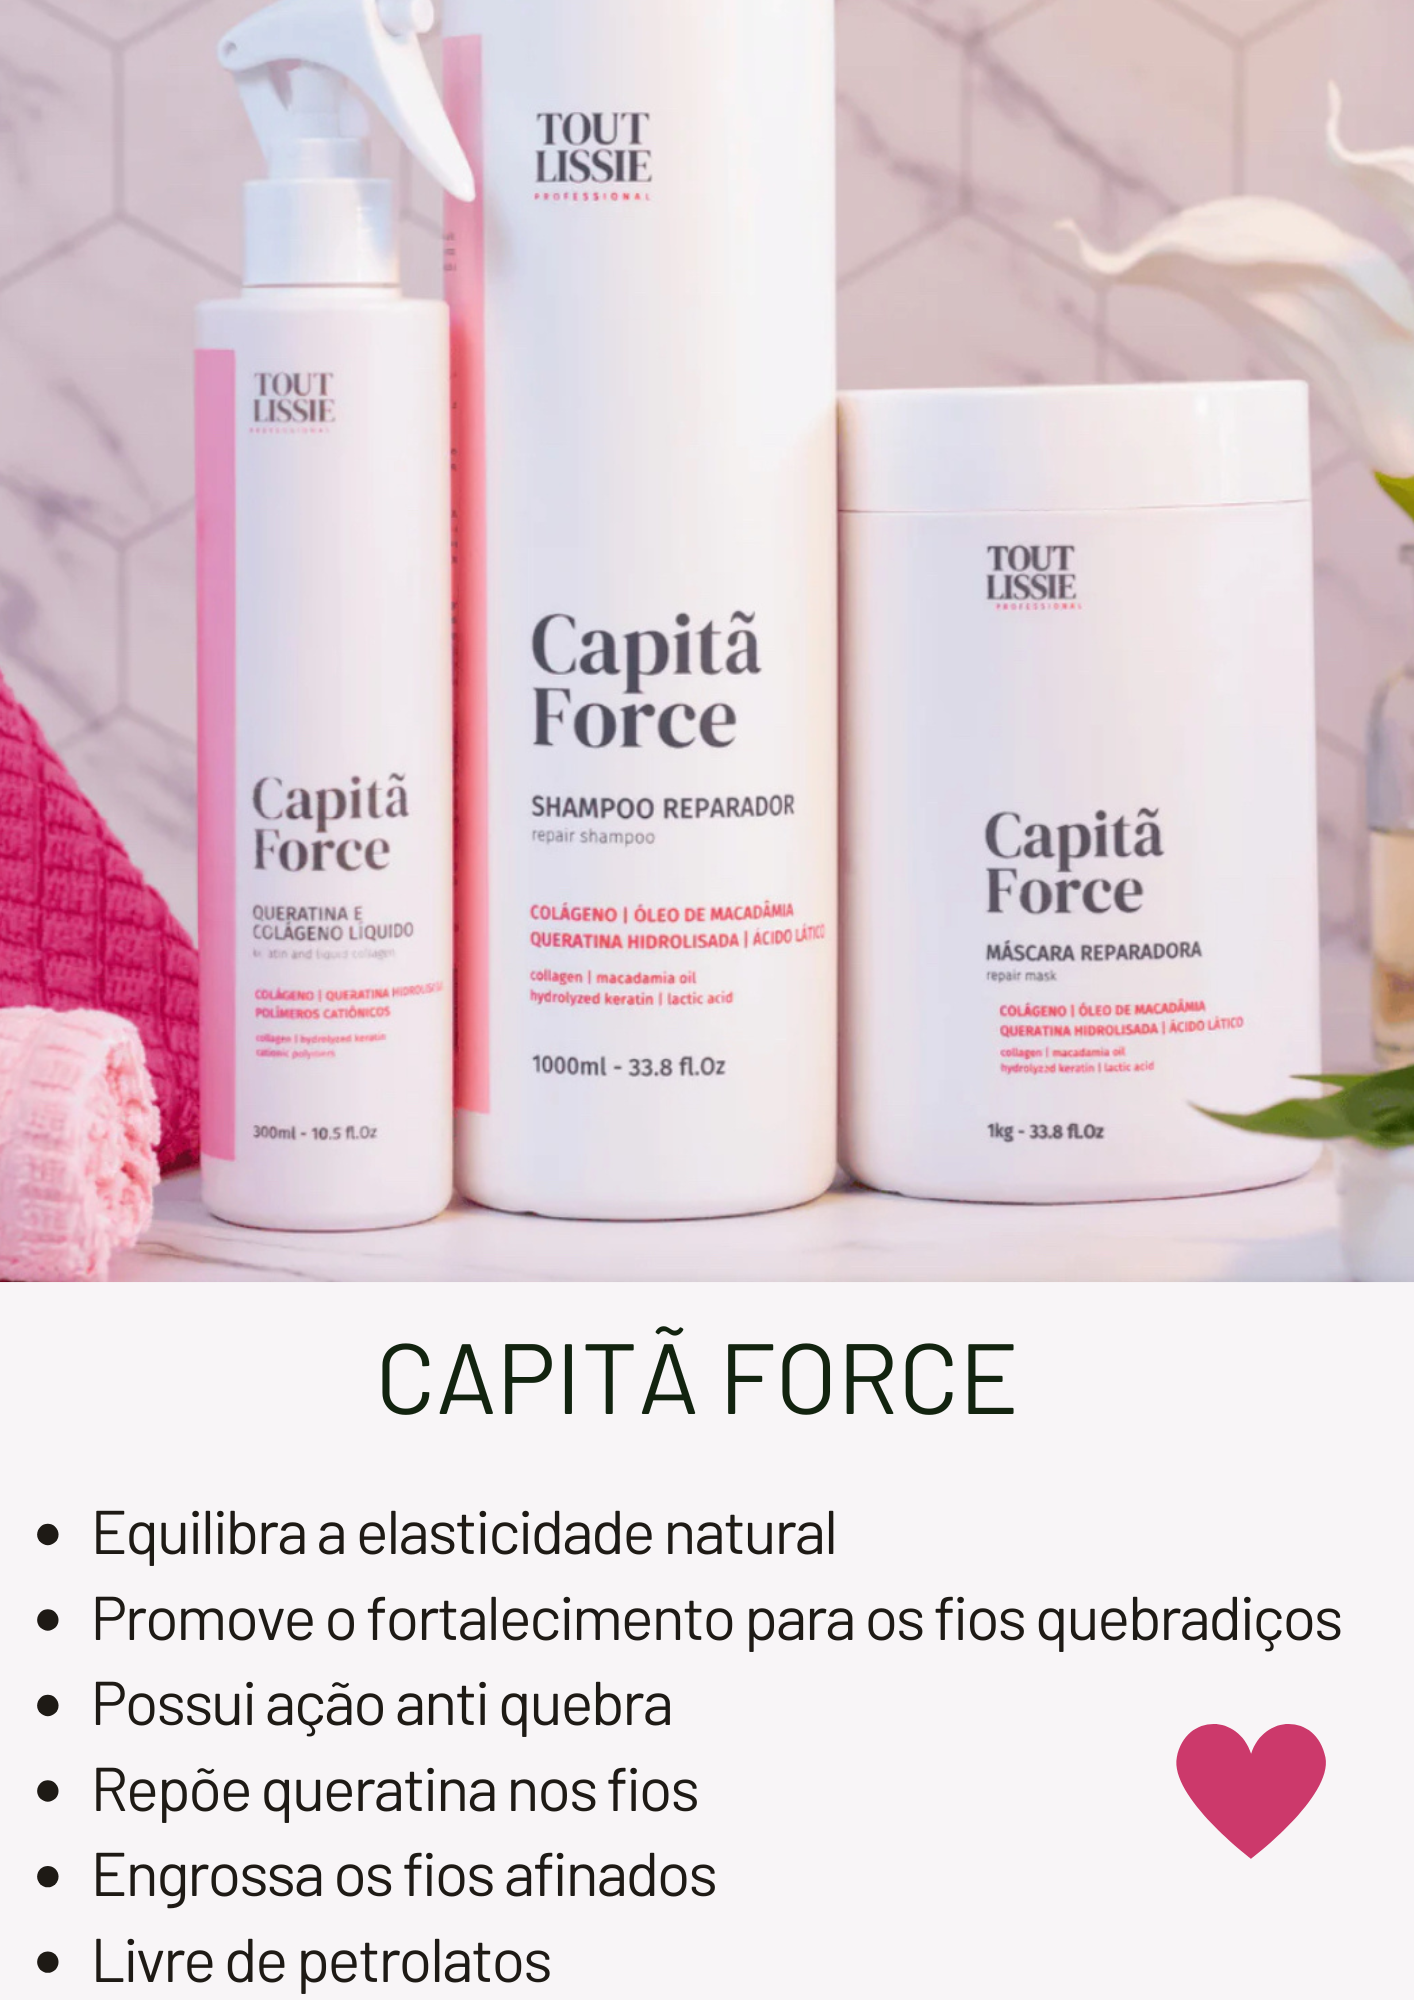 TOUT
LISSIE
PROFESSIONAL
Capitã
Force
QUERATINA E
COLÁGENO LÍQUIDO
keratin and liquid collagen
COLÁGENO | QUERATINA HIDROLISADA
POLÍMEROS CATIÔNICOS
collagen | hydrolyzed keratin
cationic polymers
300ml - 10.5 fl.Oz
TOUT
LISSIE
PROFESSIONAL
Capitã
Force
SHAMPOO REPARADOR
repair shampoo
COLÁGENO | ÓLEO DE MACADÂMIA
QUERATINA HIDROLISADA | ÁCIDO LÁTICO
collagen | macadamia oil
hydrolyzed keratin | lactic acid
1000ml - 33.8 fl.Oz
TOUT
LISSIE
PROFESSIONAL
Capitã
Force
MÁSCARA REPARADORA
repair mask
COLÁGENO | ÓLEO DE MACADÂMIA
QUERATINA HIDROLISADA | ÁCIDO LÁTICO
collagen | macadamia oil
hydrolyzed keratin | lactic acid
1kg - 33.8 fl.Oz
CAPITÃ FORCE
• Equilibra a elasticidade natural
• Promove o fortalecimento para os fios quebradiços
• Possui ação anti quebra
• Repõe queratina nos fios
• Engrossa os fios afinados
• Livre de petrolatos